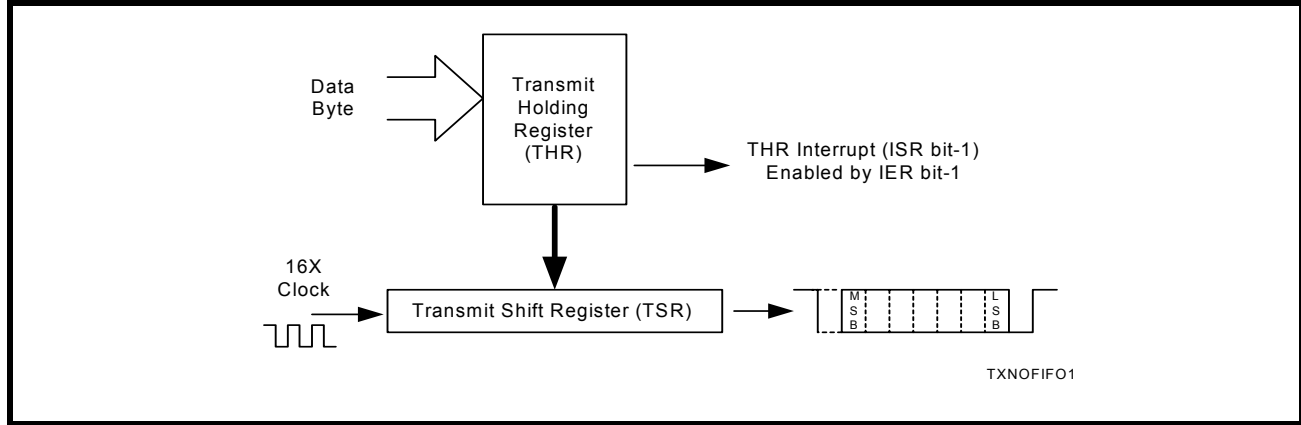 Data
Byte
Transmit
Holding
Register
(THR)
THR Interrupt (ISR bit-1)
Enabled by IER bit-1
16X
Clock
Transmit Shift Register (TSR)
M
S
B
L
S
B
TXNOFIFO1